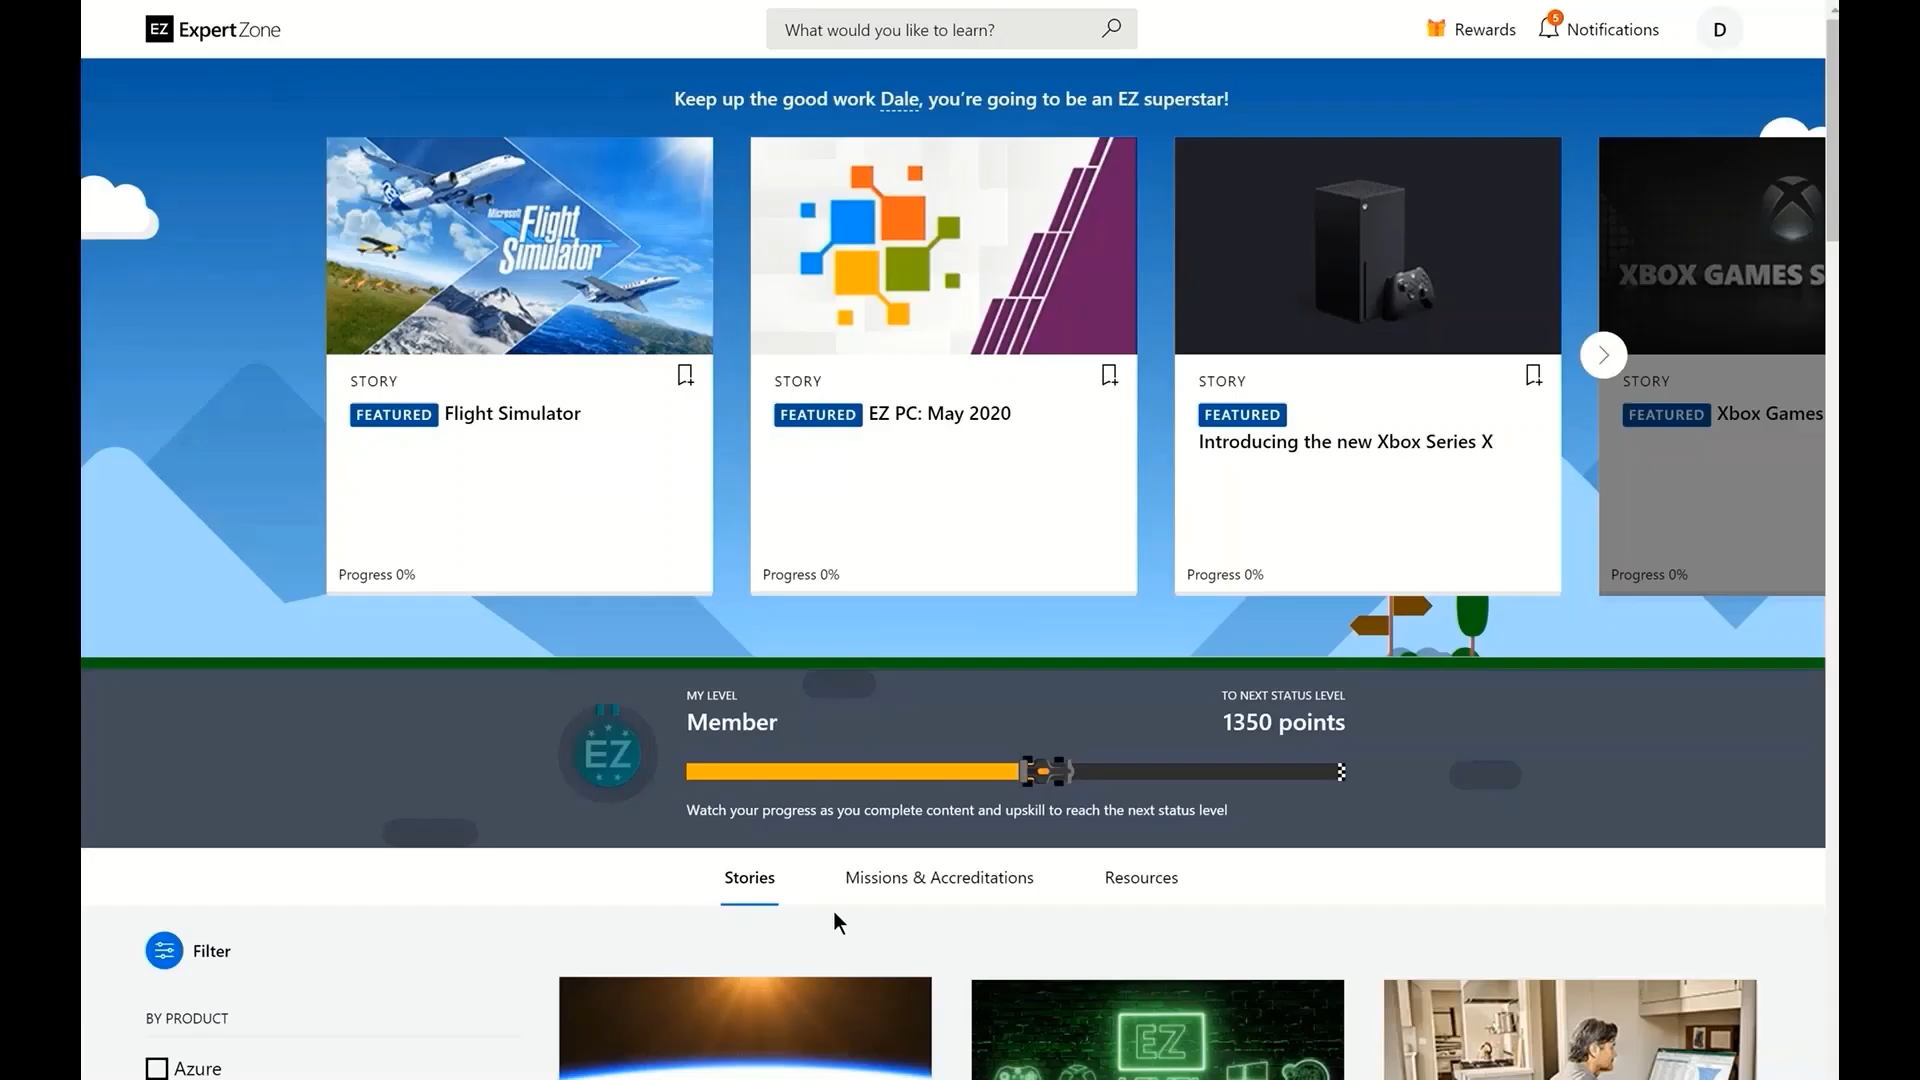 EZ ExpertZone
What would you like to learn?
Rewards
5
Notifications
D
Keep up the good work Dale, you're going to be an EZ superstar!
Microsoft
Flight
Simulator
XBOX GAMES S
STORY
FEATURED Flight Simulator
Progress 0%
STORY
FEATURED EZ PC: May 2020
Progress 0%
STORY
FEATURED
Introducing the new Xbox Series X
Progress 0%
STORY
FEATURED Xbox Games
Progress 0%
EZ
MY LEVEL
Member
TO NEXT STATUS LEVEL
1350 points
Watch your progress as you complete content and upskill to reach the next status level
Stories
Missions & Accreditations
Resources
Filter
BY PRODUCT
Azure
EZ